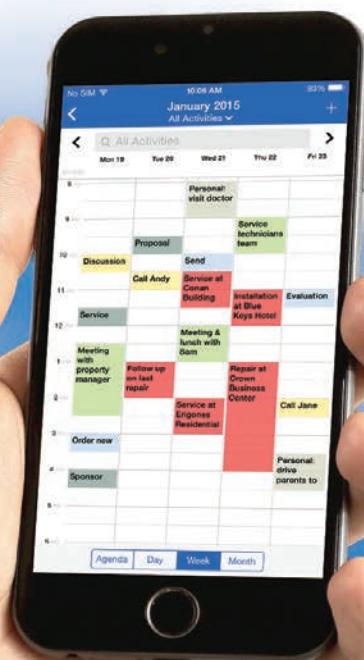 No SIM 10:06 AM 93%
January 2015
All Activities
All Activities
Mon 19 Tue 20 Wed 21 Thu 22 Fri 23
8
Personal:
visit doctor
9
Service
technicians
team
Proposal
10
Discussion
Send
Call Andy
Service at
Conan
Building
11
Installation
at Blue
Keys Hotel
Evaluation
Service
12
Meeting &
lunch with
Sam
1
Meeting
with
property
manager
Follow up
on last
repair
Repair at
Crown
Business
Center
2
Service at
Erigones
Residential
Call Jane
3
Order new
Personal:
drive
parents to
4
Sponsor
5
6
Agenda Day Week Month